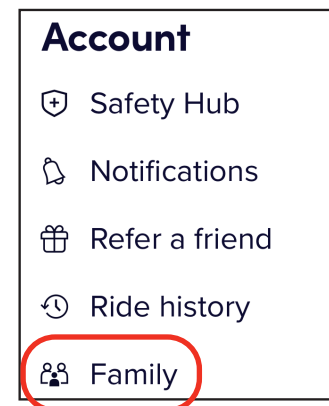 Account
Safety Hub
Notifications
Refer a friend
Ride history
Family